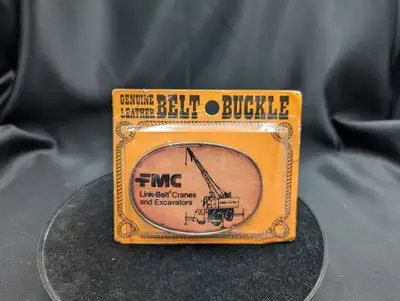 GENUINE LEATHER BELT BUCKLE
FMC
Link-Belt® Cranes
and Excavators